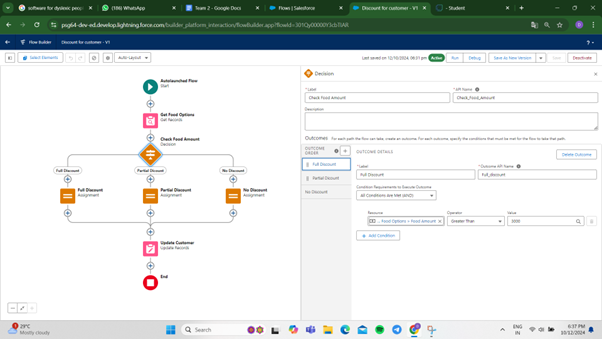 software for dyslexic peop
(186) WhatsApp
Team 2 - Google Docs
Flows | Salesforce
Discount for customer - V1
- Student
psg64-dev-ed.develop.lightning.force.com/builder_platform_interaction/flowBuilder.app?flowId=
Flow Builder
Discount for customer - V1
Select Elements
Auto-Layout
Last saved on 12/10/2024, 06:21 pm
Active
Run
Debug
Save As New Version
Save
Deactivate
Autolaunched Flow
Start
Get Food Options
Get Records
Check Food Amount
Decision
Full Discount
Partial Dicount
No Discount
Full Discount
Assignment
Partial Discount
Assignment
No Discount
Assignment
Update Customer
Update Records
End
Decision
* Label
Check Food Amount
* API Name
Check_Food_Amount
Description
Outcomes
For each path the flow can take, create an outcome. For each outcome, specify the conditions that must be met for the flow to take that path.
OUTCOME ORDER
Full Discount
Partial Dicount
No Discount
OUTCOME DETAILS
Delete Outcome
* Label
Full Discount
* Outcome API Name
Full_discount
Condition Requirements to Execute Outcome
All Conditions Are Met (AND)
Resource
... Food Options > Food Amount
Operator
Greater Than
Value
3000
+ Add Condition
29°C
Mostly cloudy
Search
ENG
IN
6:37 PM
10/12/2024